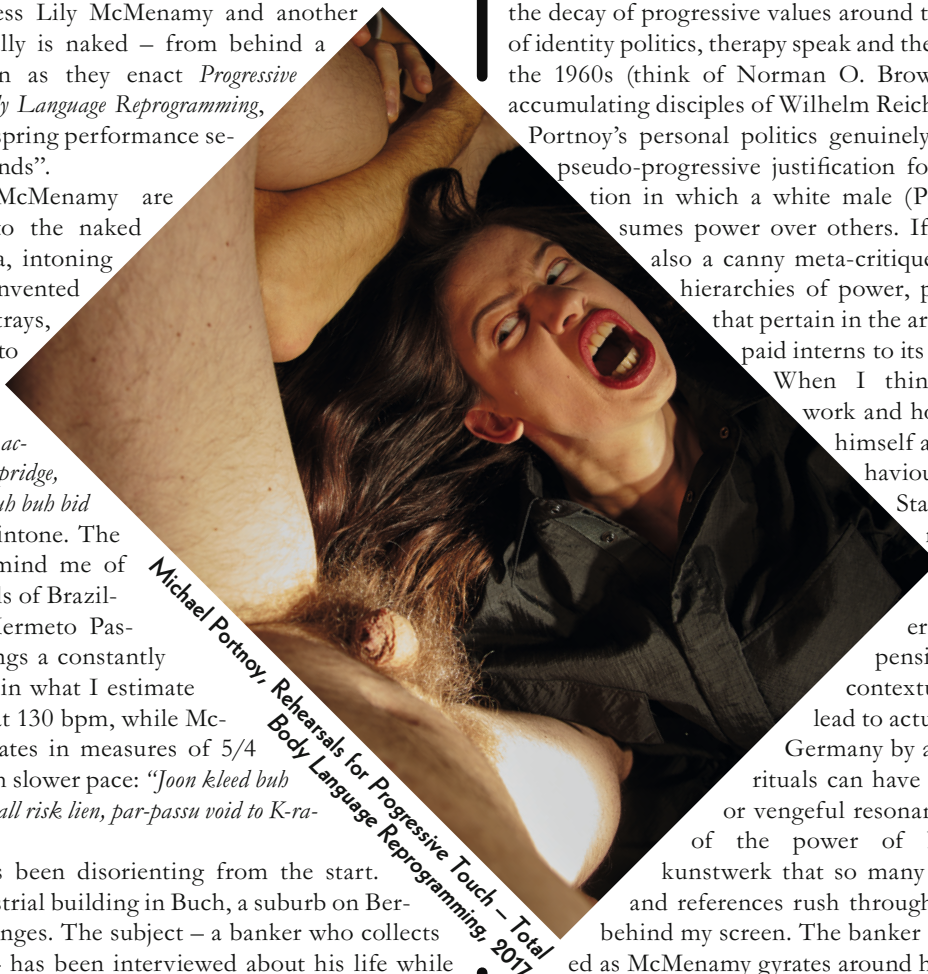 ess Lily McMenamy and another
lly is naked – from behind a
n as they enact Progressive
ly Language Reprogramming,
spring performance se-
nds”.
McMenamy are
to the naked
a, intoning
nvented
trays,
to
ac-
pridge,
uh buh bid
intone. The
mind me of
ls of Brazil-
Hermeto Pas-
ngs a constantly
in what I estimate
at 130 bpm, while Mc-
ates in measures of 5/4
n slower pace: “Joon kleed buh
all risk lien, par-passu void to K-ra-
s been disorienting from the start.
strial building in Buch, a suburb on Ber-
nges. The subject – a banker who collects
- has been interviewed about his life while
Michael Portnoy, Rehearsals for Progressive Touch – Total
Body Language Reprogramming, 2017
the decay of progressive values around t
of identity politics, therapy speak and the
the 1960s (think of Norman O. Brow
accumulating disciples of Wilhelm Reich
Portnoy’s personal politics genuinely
pseudo-progressive justification fo
tion in which a white male (P
sumes power over others. If
also a canny meta-critique
hierarchies of power, p
that pertain in the ar
paid interns to its
When I thin
work and ho
himself a
haviou
Sta
er
pensi
contextu
lead to actu
Germany by a
rituals can have
or vengeful resonan
of the power of
kunstwerk that so many
and references rush through
behind my screen. The banker
ed as McMenamy gyrates around h